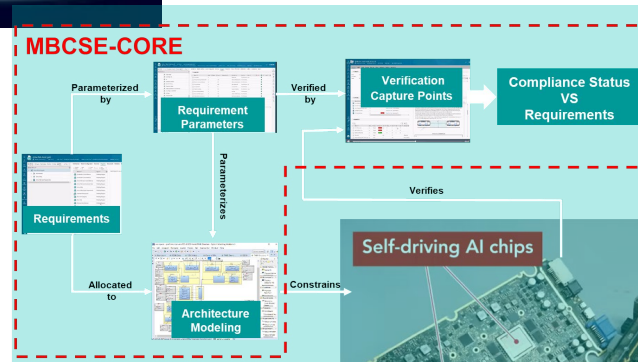 MBCSE-CORE
Parameterized
by
Requirement
Parameters
Verified
by
Verification
Capture Points
Compliance Status
VS
Requirements
Requirements
Parameterizes
Verifies
Allocated
to
Architecture
Modeling
Constrains
Self-driving AI chips